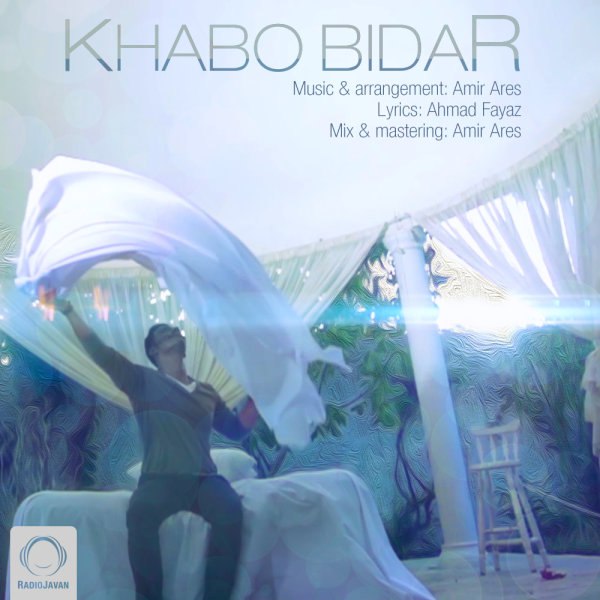 KHABO BIDAR
Music & arrangement: Amir Ares
Lyrics: Ahmad Fayaz
Mix & mastering: Amir Ares
RADIOJAVAN